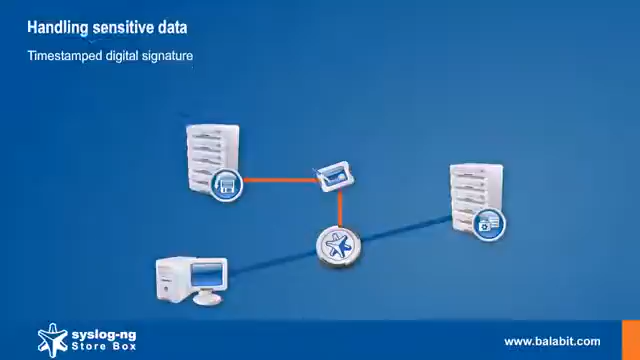 Handling sensitive data
Timestamped digital signature
syslog-ng
Store Box
www.balabit.com